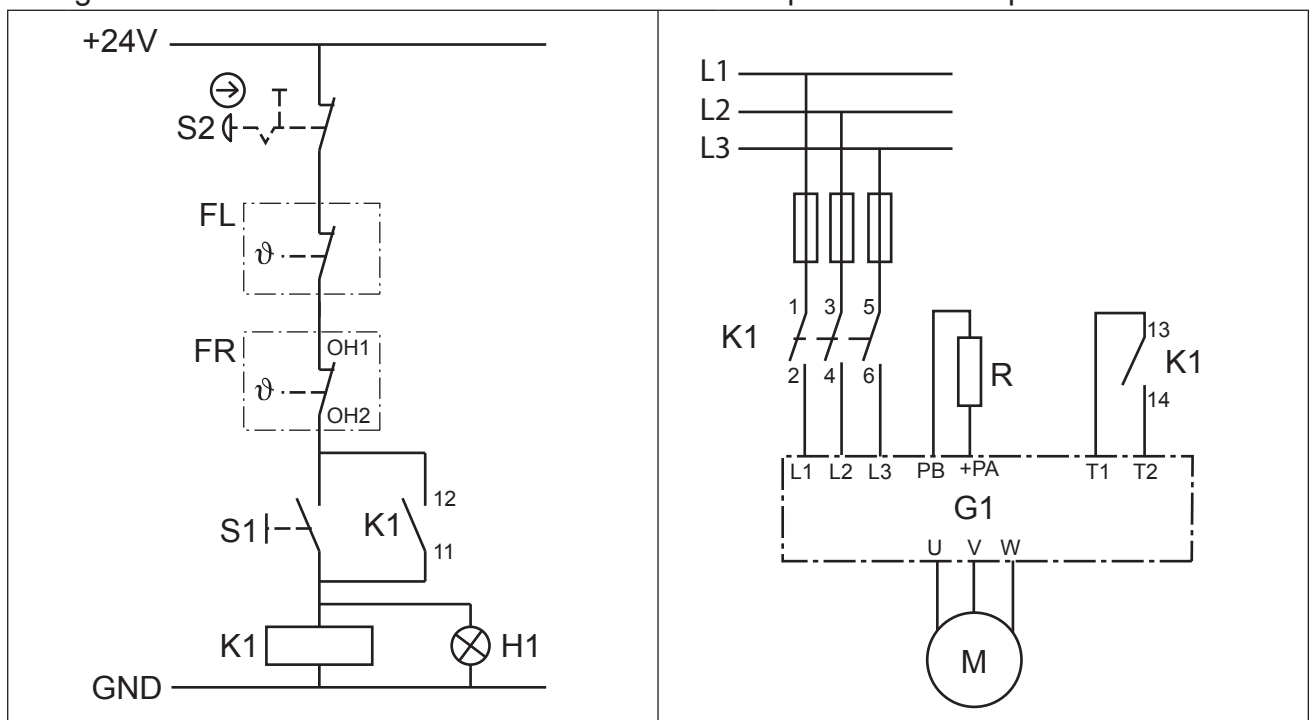 +24V
S2
FL
ϑ
FR
OH1
ϑ
OH2
S1
K1
12
11
K1
H1
GND
L1
L2
L3
1
3
5
K1
2
4
6
R
13
K1
14
L1 L2 L3 PB +PA T1 T2
G1
U V W
M